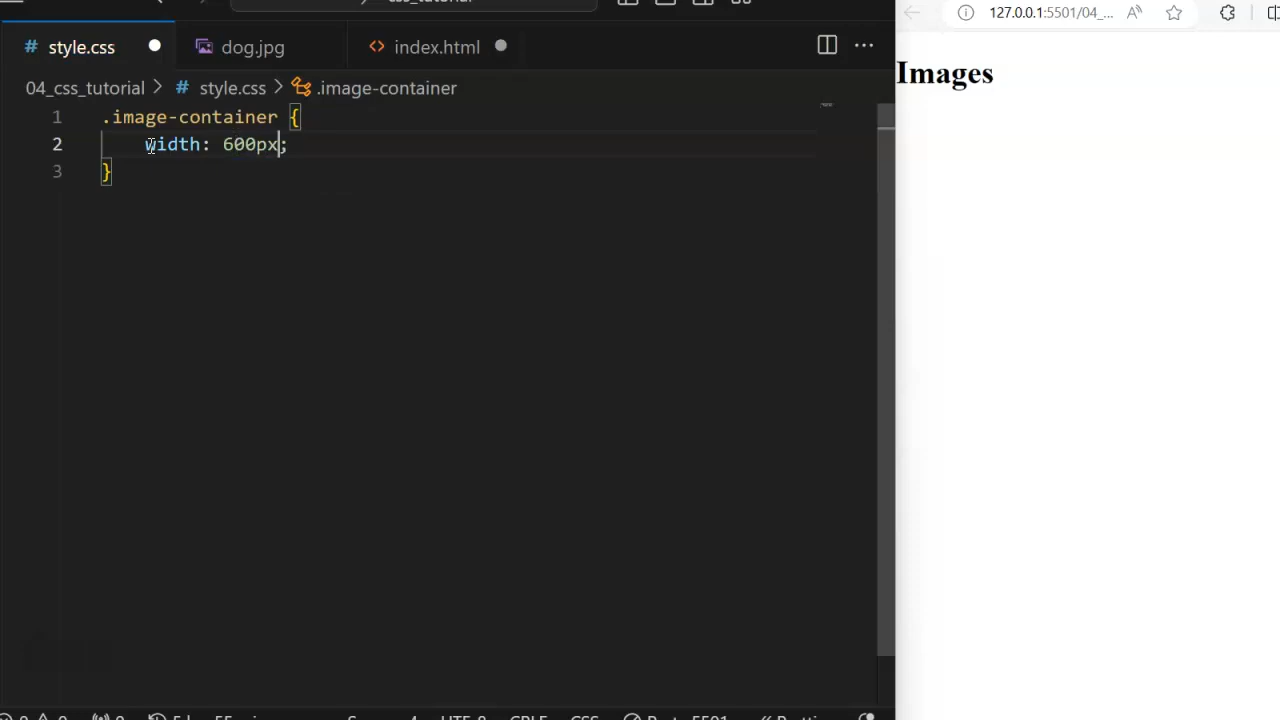 css_tutorial
# style.css
dog.jpg
<> index.html
127.0.0.1:5501/04_...
04_css_tutorial > # style.css > .image-container
1 .image-container {
2 width: 600px;
3 }
Images